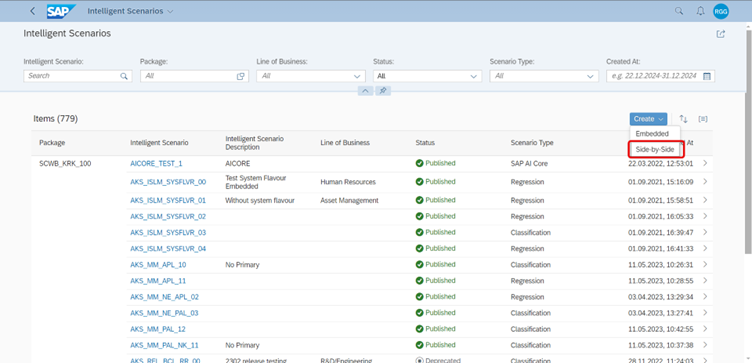 SAP Intelligent Scenarios RGG
Intelligent Scenarios
Intelligent Scenario: Package: Line of Business: Status: Scenario Type: Created At:
Search All All All All e.g. 22.12.2024-31.12.2024
Items (779) Create
Embedded
Side-by-Side
Package Intelligent Scenario Intelligent Scenario Description Line of Business Status Scenario Type At
SCWB_KRK_100 AICORE_TEST_1 AICORE Published SAP AI Core 22.03.2022, 12:53:01
AKS_ISLM_SYSFLVR_00 Test System Flavour Embedded Human Resources Published Regression 01.09.2021, 15:16:09
AKS_ISLM_SYSFLVR_01 Without system flavour Asset Management Published Regression 01.09.2021, 15:58:51
AKS_ISLM_SYSFLVR_02 Published Regression 01.09.2021, 16:05:33
AKS_ISLM_SYSFLVR_03 Published Classification 01.09.2021, 16:39:47
AKS_ISLM_SYSFLVR_04 Published Regression 01.09.2021, 16:41:33
AKS_MM_APL_10 No Primary Published Classification 11.05.2023, 10:26:31
AKS_MM_APL_11 Published Regression 11.05.2023, 10:28:55
AKS_MM_NE_APL_02 Published Regression 03.04.2023, 13:29:34
AKS_MM_NE_PAL_03 Published Classification 03.04.2023, 13:27:41
AKS_MM_PAL_12 Published Classification 11.05.2023, 10:42:55
AKS_MM_PAL_NK_11 No Primary Published Classification 11.05.2023, 10:37:38
AKS_REL_BCL_RR_00 2302 release testing R&D/Engineering Deprecated Classification 28.11.2022, 11:24:03